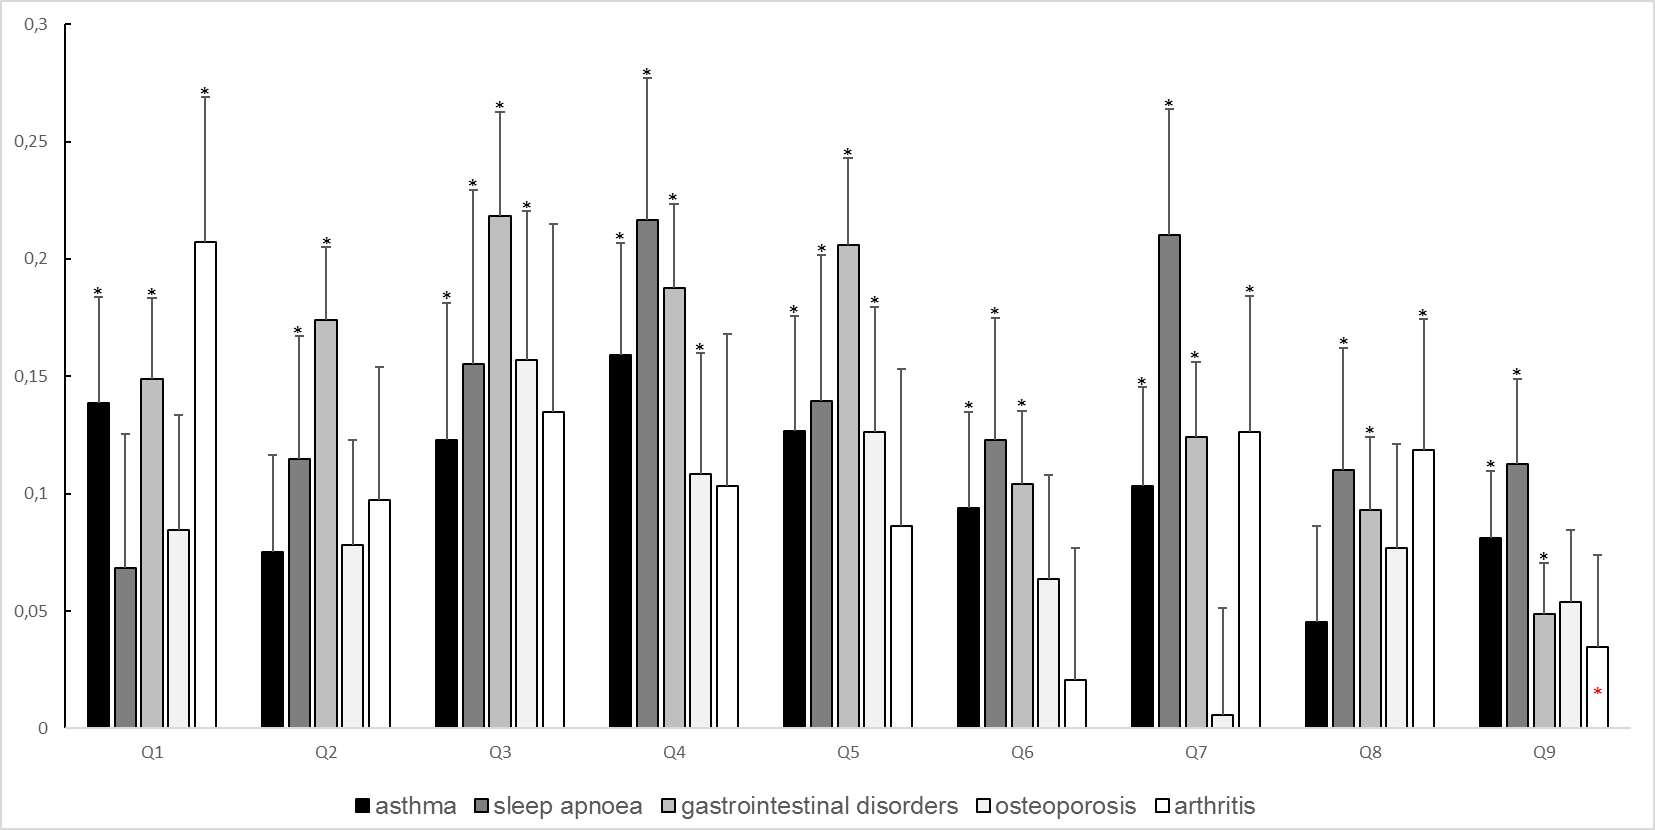 0,3
0,25
0,2
0,15
0,1
0,05
0
* * * * * * * * * * * * * * * * * * * * * * * * * * * * * * * *
Q1 Q2 Q3 Q4 Q5 Q6 Q7 Q8 Q9
asthma sleep apnoea gastrointestinal disorders osteoporosis arthritis